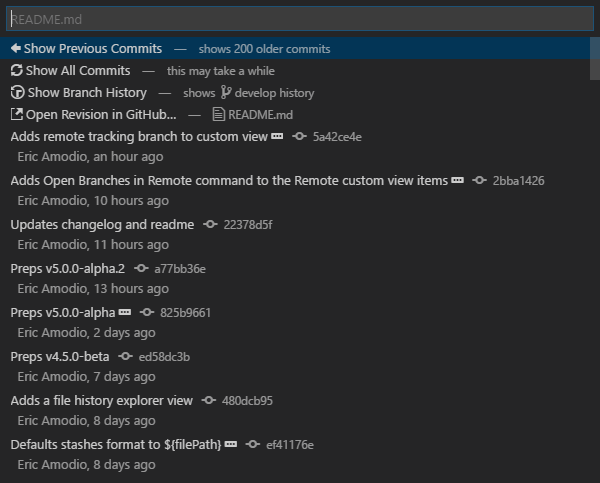 README.md
Show Previous Commits — shows 200 older commits
Show All Commits — this may take a while
Show Branch History — shows develop history
Open Revision in GitHub... — README.md
Adds remote tracking branch to custom view 5a42ce4e
Eric Amodio, an hour ago
Adds Open Branches in Remote command to the Remote custom view items 2bba1426
Eric Amodio, 10 hours ago
Updates changelog and readme 22378d5f
Eric Amodio, 11 hours ago
Preps v5.0.0-alpha.2 a77bb36e
Eric Amodio, 13 hours ago
Preps v5.0.0-alpha 825b9661
Eric Amodio, 2 days ago
Preps v4.5.0-beta ed58dc3b
Eric Amodio, 7 days ago
Adds a file history explorer view 480dcb95
Eric Amodio, 8 days ago
Defaults stashes format to ${filePath} ef41176e
Eric Amodio, 8 days ago